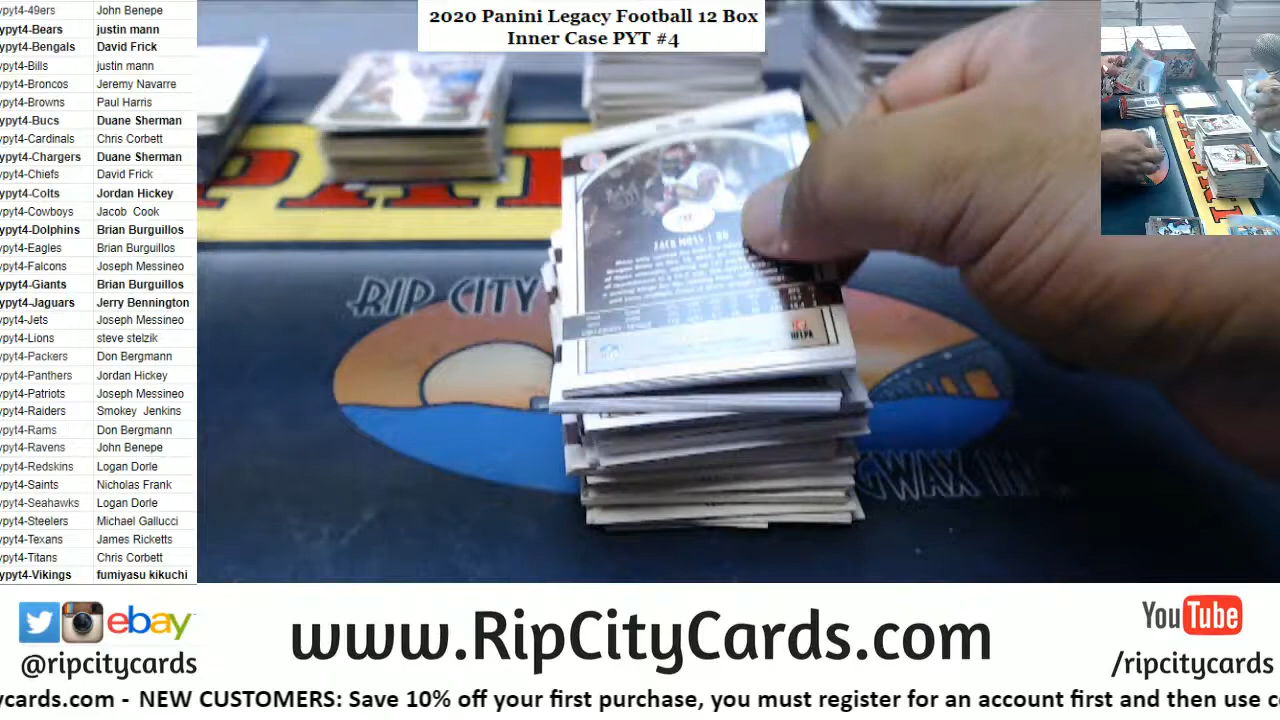 2020 Panini Legacy Football 12 Box
Inner Case PYT #4
ypyt4-49ers John Benepe
ypyt4-Bears justin mann
ypyt4-Bengals David Frick
ypyt4-Bills justin mann
ypyt4-Broncos Jeremy Navarre
ypyt4-Browns Paul Harris
ypyt4-Bucs Duane Sherman
ypyt4-Cardinals Chris Corbett
ypyt4-Chargers Duane Sherman
ypyt4-Chiefs David Frick
ypyt4-Colts Jordan Hickey
ypyt4-Cowboys Jacob Cook
ypyt4-Dolphins Brian Burguillos
ypyt4-Eagles Brian Burguillos
ypyt4-Falcons Joseph Messineo
ypyt4-Giants Brian Burguillos
ypyt4-Jaguars Jerry Bennington
ypyt4-Jets Joseph Messineo
ypyt4-Lions steve stelzik
ypyt4-Packers Don Bergmann
ypyt4-Panthers Jordan Hickey
ypyt4-Patriots Joseph Messineo
ypyt4-Raiders Smokey Jenkins
ypyt4-Rams Don Bergmann
ypyt4-Ravens John Benepe
ypyt4-Redskins Logan Dorle
ypyt4-Saints Nicholas Frank
ypyt4-Seahawks Logan Dorle
ypyt4-Steelers Michael Gallucci
ypyt4-Texans James Ricketts
ypyt4-Titans Chris Corbett
ypyt4-Vikings fumiyasu kikuchi
ZACK MOSS | RB
NFLPA
RIP CITY
ebay
@ripcitycards
www.RipCityCards.com
YouTube
/ripcitycards
ycards.com - NEW CUSTOMERS: Save 10% off your first purchase, you must register for an account first and then use c